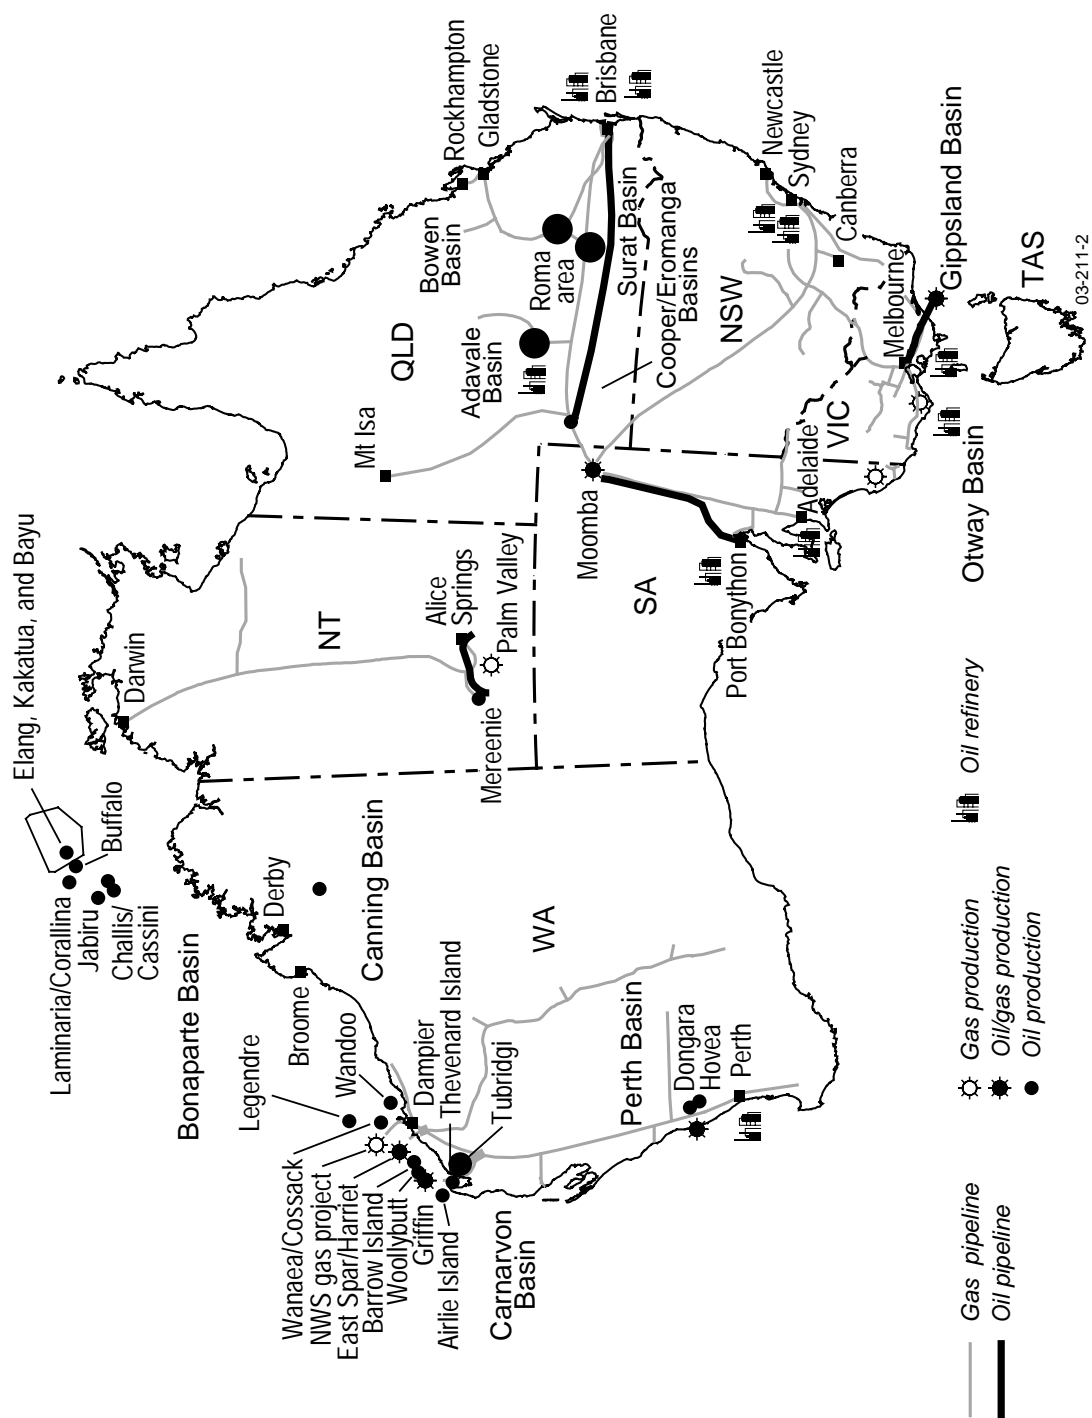 Elang, Kakatua, and Bayu
Laminaria/Corallina
Buffalo
Jabiru
Challis/
Cassini
Bonaparte Basin
Darwin
Derby
Broome
Canning Basin
Legendre
Wandoo
Wanaea/Cossack
NWS gas project
East Spar/Harriet
Barrow Island
Woollybutt
Griffin
Airlie Island
Dampier
Thevenard Island
Tubridgi
Carnarvon
Basin
WA
Perth Basin
Dongara
Hovea
Perth
NT
Alice
Springs
Palm Valley
Mereenie
QLD
Mt Isa
Rockhampton
Gladstone
Bowen
Basin
Roma
area
Adavale
Basin
Brisbane
Surat Basin
Cooper/Eromanga
Basins
Moomba
SA
Port Bonython
Adelaide
NSW
Newcastle
Sydney
Canberra
VIC
Melbourne
Gippsland Basin
Otway Basin
TAS
Gas pipeline
Oil pipeline
Gas production
Oil/gas production
Oil production
Oil refinery
03-211-2